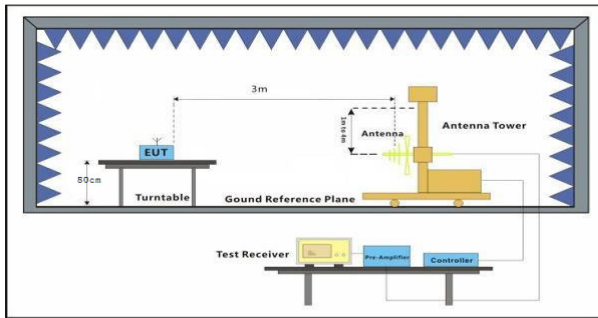 3m
1m to 4m
Antenna
Antenna Tower
EUT
80cm
Turntable
Gound Reference Plane
Test Receiver
Pre-Amplifier
Controller